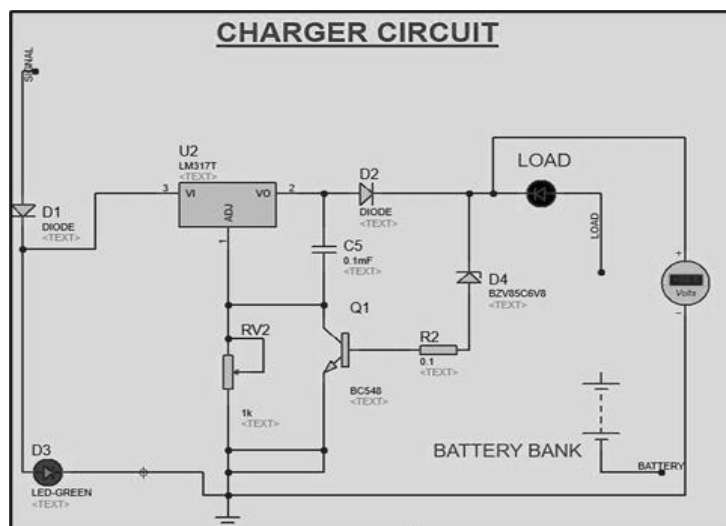 CHARGER CIRCUIT
SIGNAL
U2
LM317T
<TEXT>
3
VI
VO
2
ADJ
1
D2
DIODE
<TEXT>
LOAD
LOAD
D1
DIODE
<TEXT>
C5
0.1mF
<TEXT>
D4
BZV85C6V8
<TEXT>
+
Volts
−
Q1
BC548
<TEXT>
R2
0.1
<TEXT>
RV2
1k
<TEXT>
BATTERY BANK
BATTERY
D3
LED-GREEN
<TEXT>